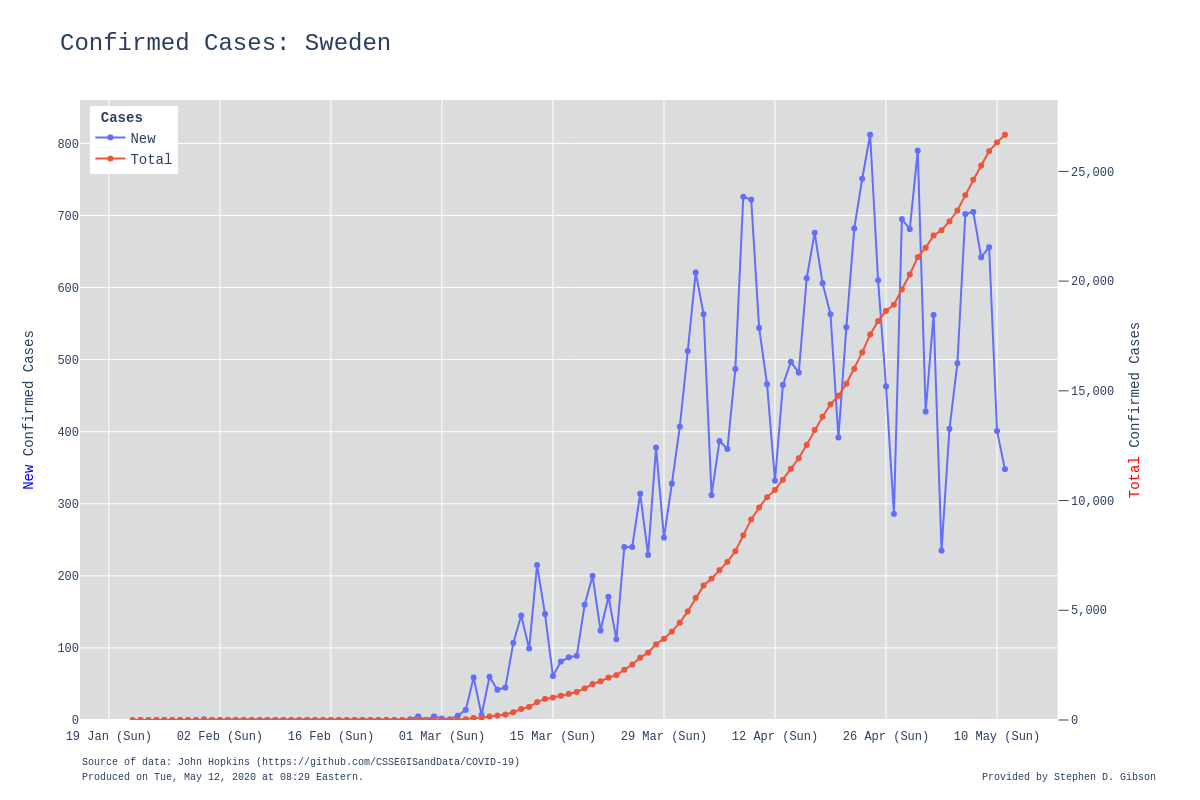 Confirmed Cases: Sweden
Cases
New
Total
800
700
600
500
400
300
200
100
0
New Confirmed Cases
25,000
20,000
15,000
10,000
5,000
0
Total Confirmed Cases
19 Jan (Sun) 02 Feb (Sun) 16 Feb (Sun) 01 Mar (Sun) 15 Mar (Sun) 29 Mar (Sun) 12 Apr (Sun) 26 Apr (Sun) 10 May (Sun)
Source of data: John Hopkins (https://github.com/CSSEGISandData/COVID-19)
Produced on Tue, May 12, 2020 at 08:29 Eastern.
Provided by Stephen D. Gibson